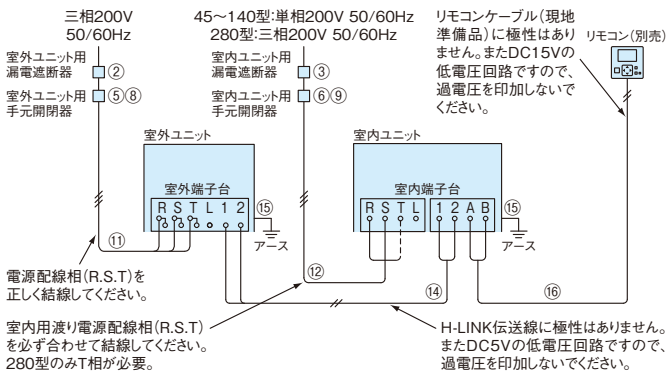 三相200V
50/60Hz
45〜140型:単相200V 50/60Hz
280型:三相200V 50/60Hz
リモコンケーブル(現地
準備品)に極性はあり
ません。またDC15Vの
低電圧回路ですので、
過電圧を印加しないで
ください。
リモコン(別売)
室外ユニット用
漏電遮断器
②
室外ユニット用
手元開閉器
⑤⑧
室内ユニット用
漏電遮断器
③
室内ユニット用
手元開閉器
⑥⑨
室外ユニット
室外端子台
R S T L 1 2
⑮
アース
室内ユニット
室内端子台
R S T L 1 2 A B
⑮
アース
⑪
⑫
⑭
⑯
電源配線相(R.S.T)を
正しく結線してください。
室内用渡り電源配線相(R.S.T)
を必ず合わせて結線してください。
280型のみT相が必要。
H-LINK伝送線に極性はありません。
またDC5Vの低電圧回路ですので、
過電圧を印加しないでください。